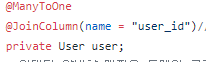 @ManyToOne
@JoinColumn(name = "user_id")//
private User user;